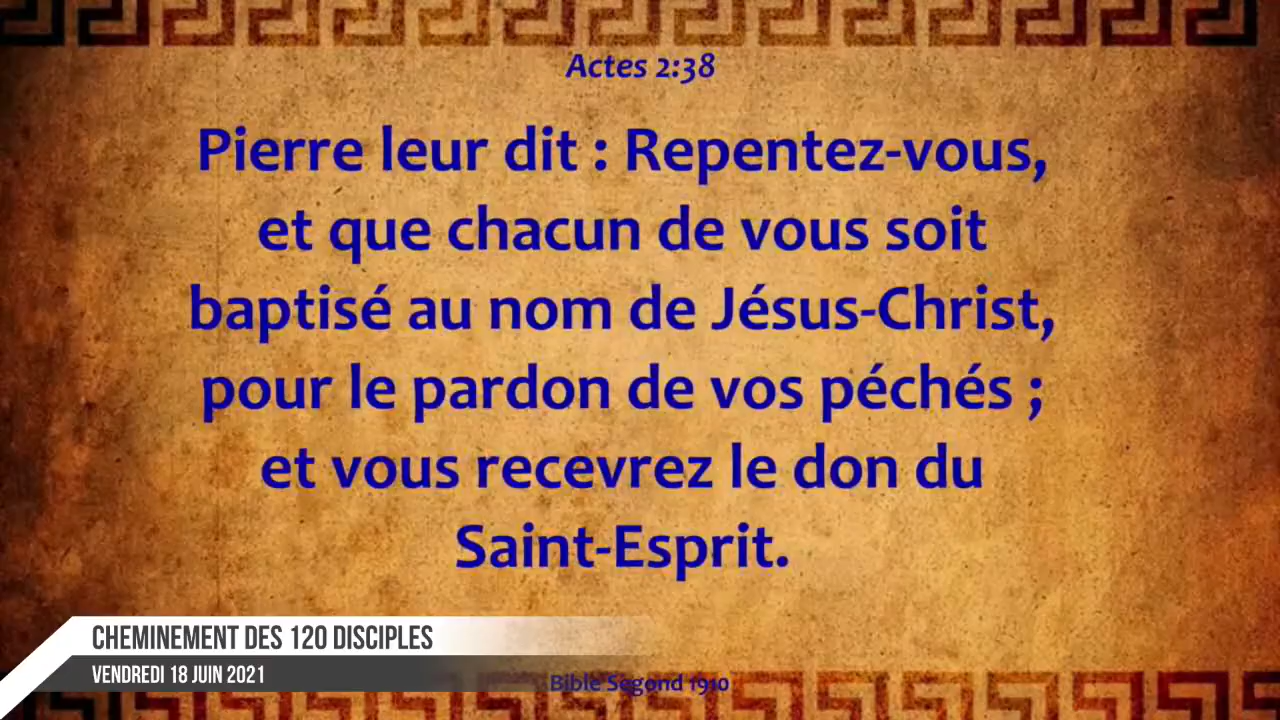 Actes 2:38
Pierre leur dit : Repentez-vous,
et que chacun de vous soit
baptisé au nom de Jésus-Christ,
pour le pardon de vos péchés ;
et vous recevrez le don du
Saint-Esprit.
CHEMINEMENT DES 120 DISCIPLES
VENDREDI 18 JUIN 2021
Bible Segond 1910